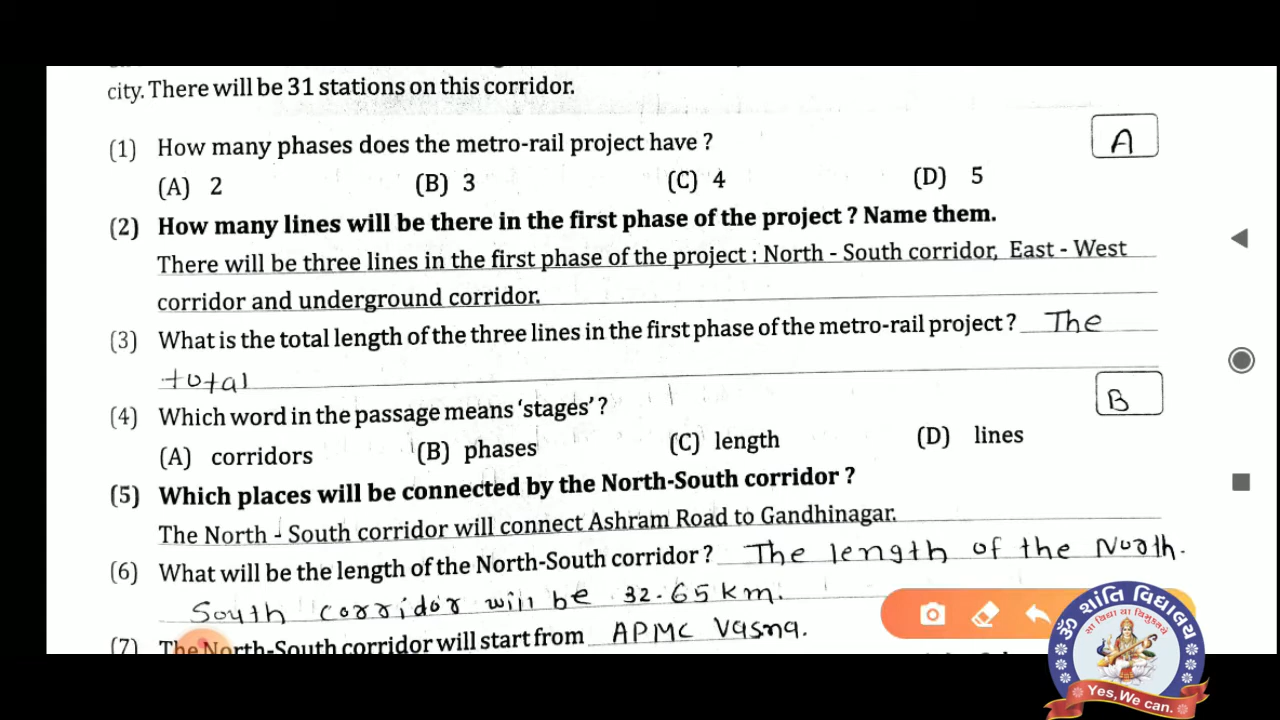 city. There will be 31 stations on this corridor.
(1) How many phases does the metro-rail project have ? A
(A) 2 (B) 3 (C) 4 (D) 5
(2) How many lines will be there in the first phase of the project ? Name them.
There will be three lines in the first phase of the project : North - South corridor, East - West
corridor and underground corridor.
(3) What is the total length of the three lines in the first phase of the metro-rail project ? The
total
(4) Which word in the passage means ‘stages’ ? B
(A) corridors (B) phases (C) length (D) lines
(5) Which places will be connected by the North-South corridor ?
The North - South corridor will connect Ashram Road to Gandhinagar.
(6) What will be the length of the North-South corridor ? The length of the North-
South corridor will be 32.65 km.
(7) The North-South corridor will start from APMC Vasna.
ૐ શાંતિ વિદ્યાલય
સા વિદ્યા યા વિમુક્તયે
Yes, We can.